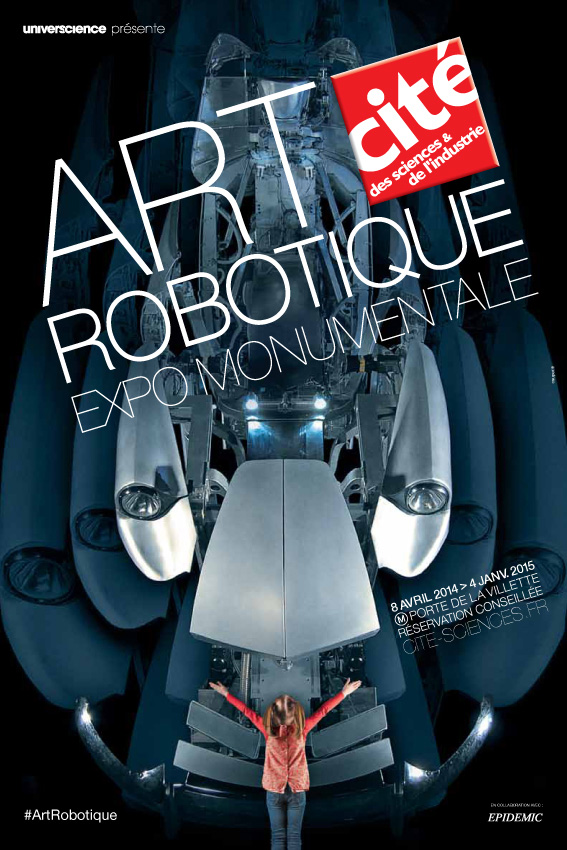 universcience présente
ART
ROBOTIQUE
EXPO MONUMENTALE
cité
des sciences &
de l'industrie
8 AVRIL 2014 > 4 JANV. 2015
M PORTE DE LA VILLETTE
RÉSERVATION CONSEILLÉE
CITE-SCIENCES.FR
#ArtRobotique
EN COLLABORATION AVEC :
EPIDEMIC